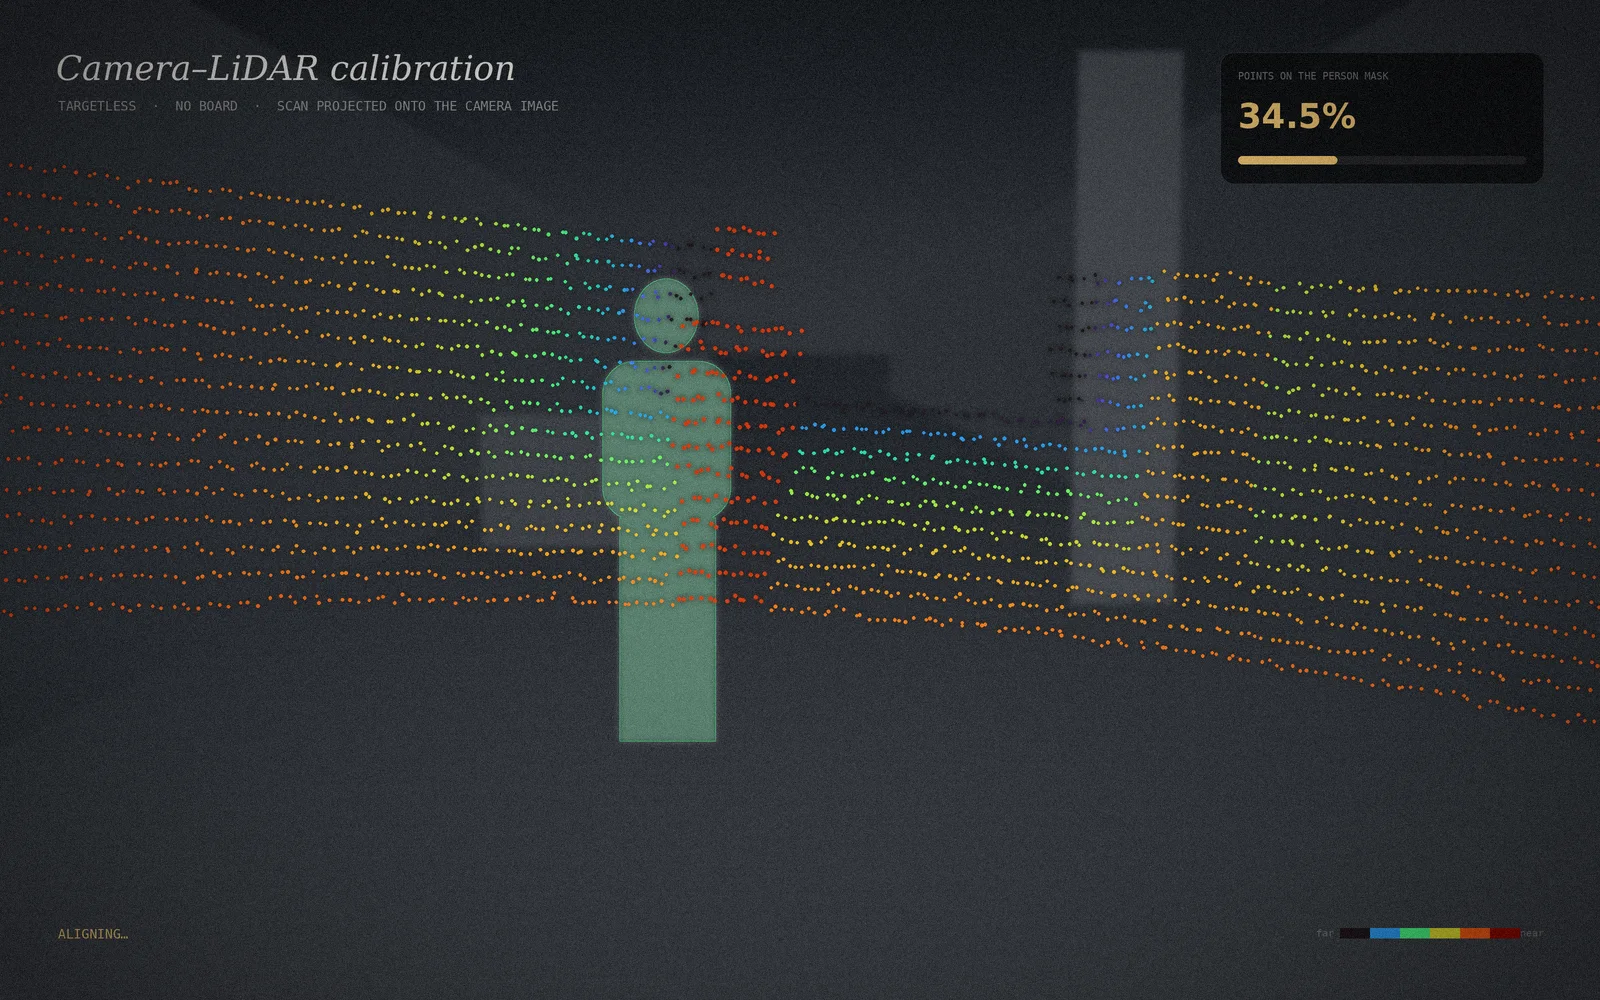 Camera–LiDAR calibration
TARGETLESS · NO BOARD · SCAN PROJECTED ONTO THE CAMERA IMAGE
POINTS ON THE PERSON MASK
34.5%
ALIGNING…
far near